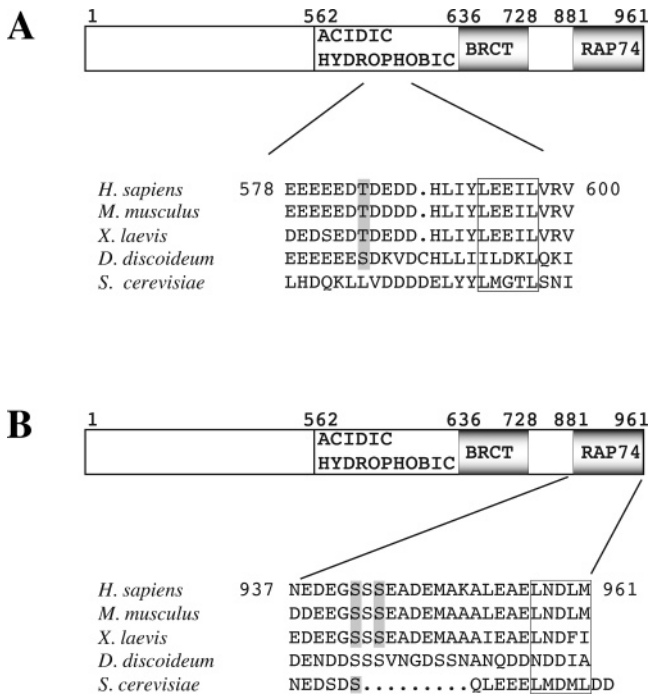 A
1 562 636 728 881 961
ACIDIC HYDROPHOBIC BRCT RAP74
H. sapiens 578 EEEEEDTDEDD.HLIYLEEILVRV 600
M. musculus EEEEEDTDDDD.HLIYLEEILVRV
X. laevis DEDSEDTDEDD.HLIYLEEILVRV
D. discoideum EEEEEESDKVDCHLLIILDKLQKI
S. cerevisiae LHDQKLLVDDDDELYYLMGTLSNI
B
1 562 636 728 881 961
ACIDIC HYDROPHOBIC BRCT RAP74
H. sapiens 937 NEDEGSSSEADEMAKALEAELNDLM 961
M. musculus DDEEGSSSEADEMAKALEAELNDLM
X. laevis EDEEGSSSEADEMAAAIEAELNDFI
D. discoideum DENDDSSSVNGDSSNANQDDNDDIA
S. cerevisiae NEDSDS.........QLEEELMDMLDD